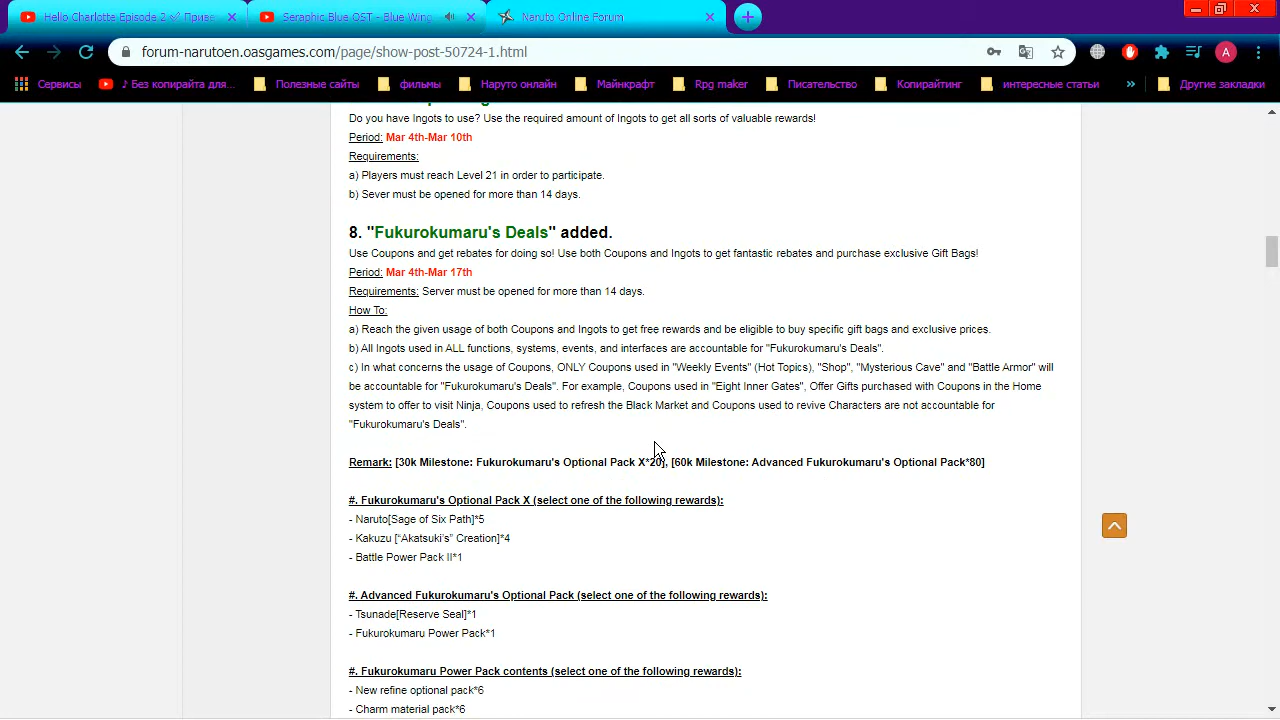 Hello Charlotte Episode 2 ✅ Приве
Seraphic Blue OST - Blue Wing
Naruto Online Forum
forum-narutoen.oasgames.com/page/show-post-50724-1.html
A
Сервисы
♪ Без копирайта для...
Полезные сайты
фильмы
Наруто онлайн
Майнкрафт
Rpg maker
Писательство
Копирайтинг
интересные статьи
»
Другие закладки
Do you have Ingots to use? Use the required amount of Ingots to get all sorts of valuable rewards!
Period: Mar 4th-Mar 10th
Requirements:
a) Players must reach Level 21 in order to participate.
b) Sever must be opened for more than 14 days.
8. "Fukurokumaru's Deals" added.
Use Coupons and get rebates for doing so! Use both Coupons and Ingots to get fantastic rebates and purchase exclusive Gift Bags!
Period: Mar 4th-Mar 17th
Requirements: Server must be opened for more than 14 days.
How To:
a) Reach the given usage of both Coupons and Ingots to get free rewards and be eligible to buy specific gift bags and exclusive prices.
b) All Ingots used in ALL functions, systems, events, and interfaces are accountable for "Fukurokumaru's Deals".
c) In what concerns the usage of Coupons, ONLY Coupons used in "Weekly Events" (Hot Topics), "Shop", "Mysterious Cave" and "Battle Armor" will
be accountable for "Fukurokumaru's Deals". For example, Coupons used in "Eight Inner Gates", Offer Gifts purchased with Coupons in the Home
system to offer to visit Ninja, Coupons used to refresh the Black Market and Coupons used to revive Characters are not accountable for
"Fukurokumaru's Deals".
Remark: [30k Milestone: Fukurokumaru's Optional Pack X*20], [60k Milestone: Advanced Fukurokumaru's Optional Pack*80]
#. Fukurokumaru's Optional Pack X (select one of the following rewards):
- Naruto[Sage of Six Path]*5
- Kakuzu [“Akatsuki’s” Creation]*4
- Battle Power Pack II*1
#. Advanced Fukurokumaru's Optional Pack (select one of the following rewards):
- Tsunade[Reserve Seal]*1
- Fukurokumaru Power Pack*1
#. Fukurokumaru Power Pack contents (select one of the following rewards):
- New refine optional pack*6
- Charm material pack*6